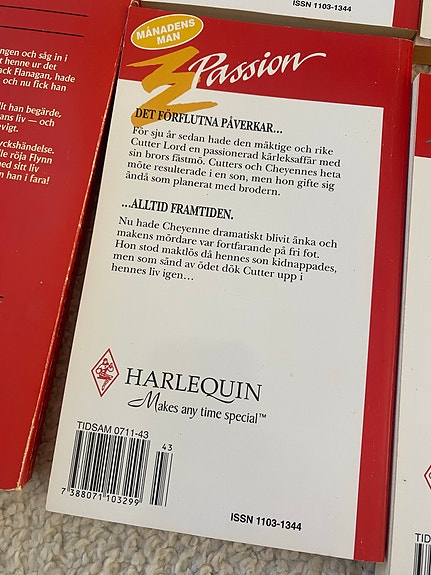 ISSN 1103-1344
ngen och såg in i
t henne ur det
ack Flanagan, hade
och nu fick han
llt han begärde,
ans liv — och
vigt.
yckshändelse.
lle röja Flynn
med sitt liv
n han i fara!
MÅNADENS
MAN
Passion
DET FÖRFLUTNA PÅVERKAR...
För sju år sedan hade den mäktige och rike
Cutter Lord en passionerad kärleksaffär med
sin brors fästmö. Cutters och Cheyennes heta
möte resulterade i en son, men hon gifte sig
ändå som planerat med brodern.
...ALLTID FRAMTIDEN.
Nu hade Cheyenne dramatiskt blivit änka och
makens mördare var fortfarande på fri fot.
Hon stod maktlös då hennes son kidnappades,
men som sänd av ödet dök Cutter upp i
hennes liv igen...
HARLEQUIN
Makes any time special™
TIDSAM 0711-43
43
7 388071 103299
ISSN 1103-1344
TID